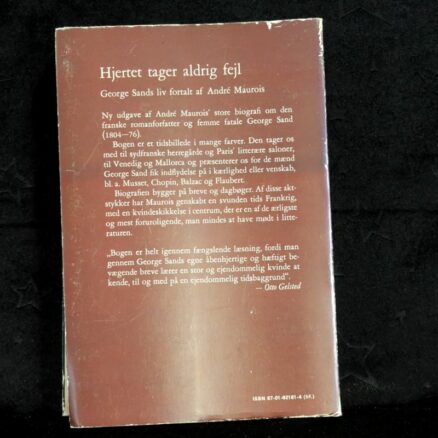 Hjertet tager aldrig fejl
George Sands liv fortalt af André Maurois
Ny udgave af André Maurois' store biografi om den
franske romanforfatter og femme fatale George Sand
(1804—76).
Bogen er et tidsbillede i mange farver. Den tager os
med til sydfranske herregårde og Paris' litterære saloner,
til Venedig og Mallorca og præsenterer os for de mænd
George Sand fik indflydelse på i kærlighed eller venskab,
bl. a. Musset, Chopin, Balzac og Flaubert.
Biografien bygger på breve og dagbøger. Af disse akt-
stykker har Maurois genskabt en svunden tids Frankrig,
med en kvindeskikkelse i centrum, der er en af de ærligste
og mest foruroligende, man mindes at have mødt i litte-
raturen.
„Bogen er helt igennem fængslende læsning, fordi man
gennem George Sands egne åbenhjertige og hæftigt be-
vægende breve lærer en stor og ejendommelig kvinde at
kende, til og med på en ejendommelig tidsbaggrund".
— Otto Gelsted
ISBN 87-01-92161-4 (hf.)